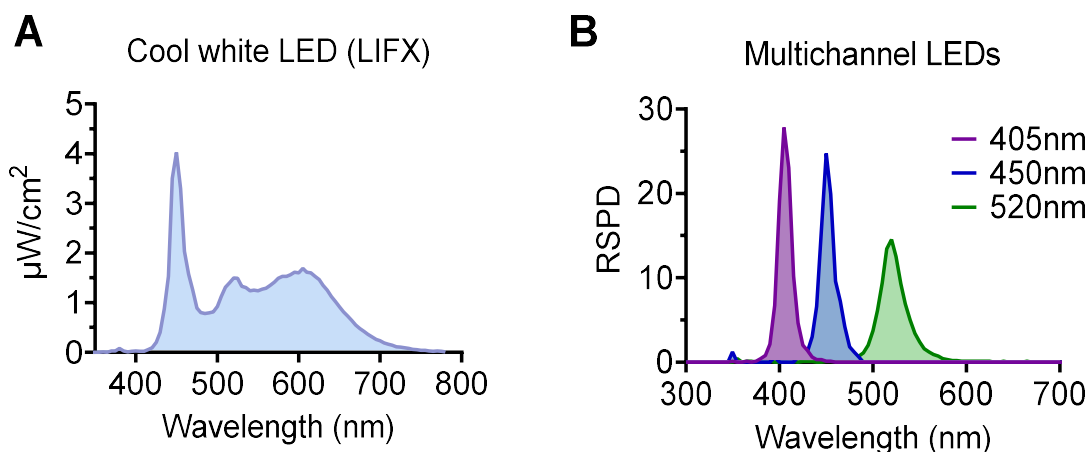 A
Cool white LED (LIFX)
µW/cm²
5
4
3
2
1
0
400 500 600 700 800
Wavelength (nm)
B
Multichannel LEDs
RSPD
30
20
10
0
405nm
450nm
520nm
300 400 500 600 700
Wavelength (nm)